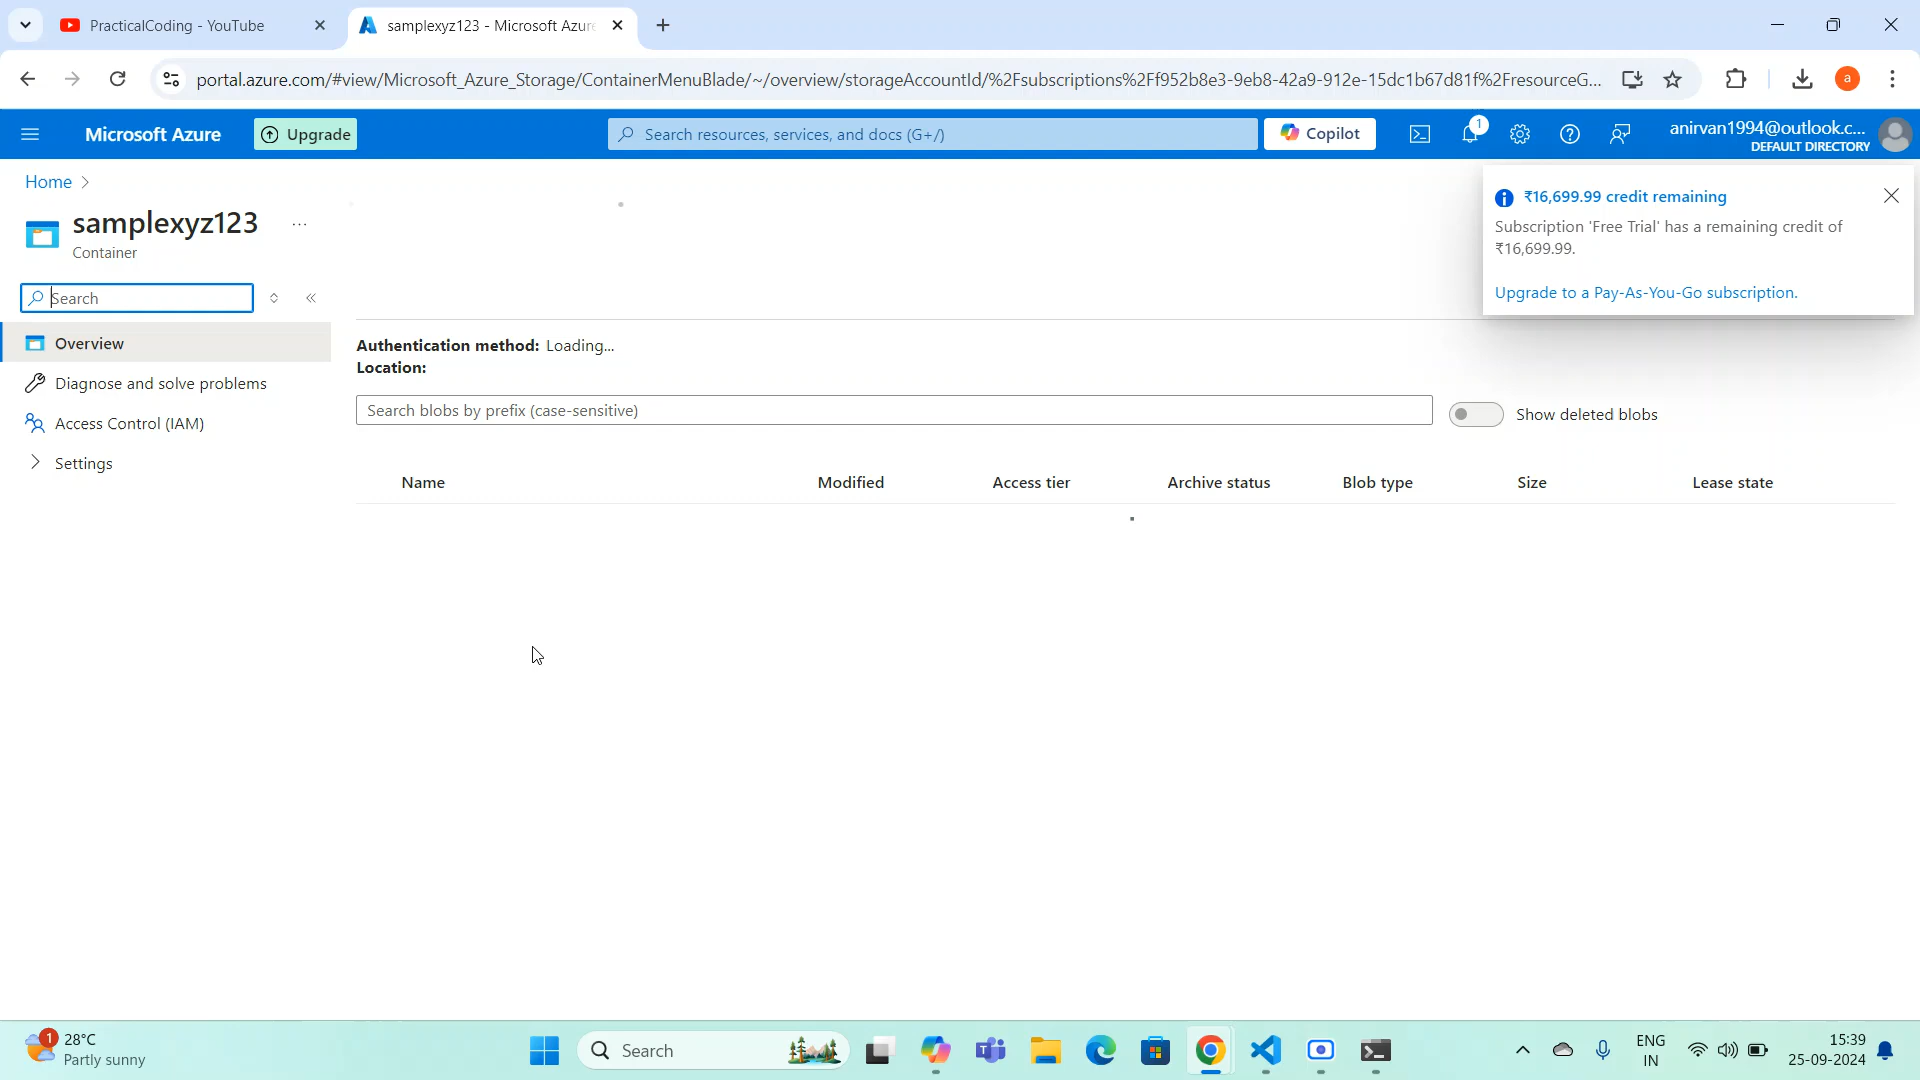 PracticalCoding - YouTube
samplexyz123 - Microsoft Azure
portal.azure.com/#view/Microsoft_Azure_Storage/ContainerMenuBlade/~/overview/storageAccountId/%2Fsubscriptions%2Ff952b8e3-9eb8-42a9-912e-15dc1b67d81f%2FresourceG...
a
Microsoft Azure
Upgrade
Search resources, services, and docs (G+/)
Copilot
1
anirvan1994@outlook.c...
DEFAULT DIRECTORY
Home
₹16,699.99 credit remaining
Subscription 'Free Trial' has a remaining credit of
₹16,699.99.
Upgrade to a Pay-As-You-Go subscription.
samplexyz123
...
Container
Search
Overview
Diagnose and solve problems
Access Control (IAM)
Settings
Authentication method: Loading...
Location:
Search blobs by prefix (case-sensitive)
Show deleted blobs
Name
Modified
Access tier
Archive status
Blob type
Size
Lease state
1
28°C
Partly sunny
Search
ENG
IN
15:39
25-09-2024